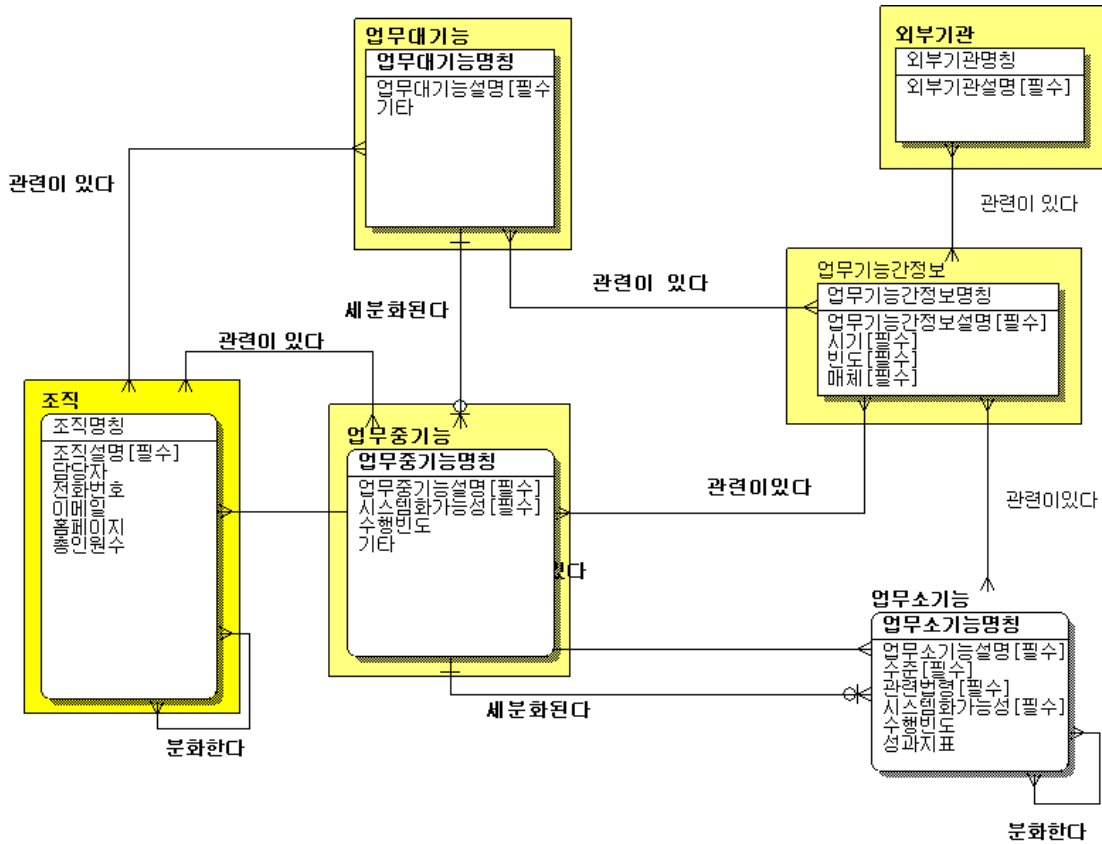 업무대기능
업무대기능명칭
업무대기능설명[필수
기타
외부기관
외부기관명칭
외부기관설명[필수]
관련이 있다
관련이 있다
업무기능간정보
업무기능간정보명칭
업무기능간정보설명[필수]
시기[필수]
빈도[필수]
매체[필수]
관련이 있다
세분화된다
관련이 있다
조직
조직명칭
조직설명[필수]
담당자
전화번호
이메일
홈페이지
총인원수
업무중기능
업무중기능명칭
업무중기능설명[필수]
시스템화가능성[필수]
수행빈도
기타
관련이있다
관련이있다
있다
업무소기능
업무소기능명칭
업무소기능설명[필수]
수준[필수]
관련법령[필수]
시스템화가능성[필수]
수행빈도
성과지표
세분화된다
분화한다
분화한다